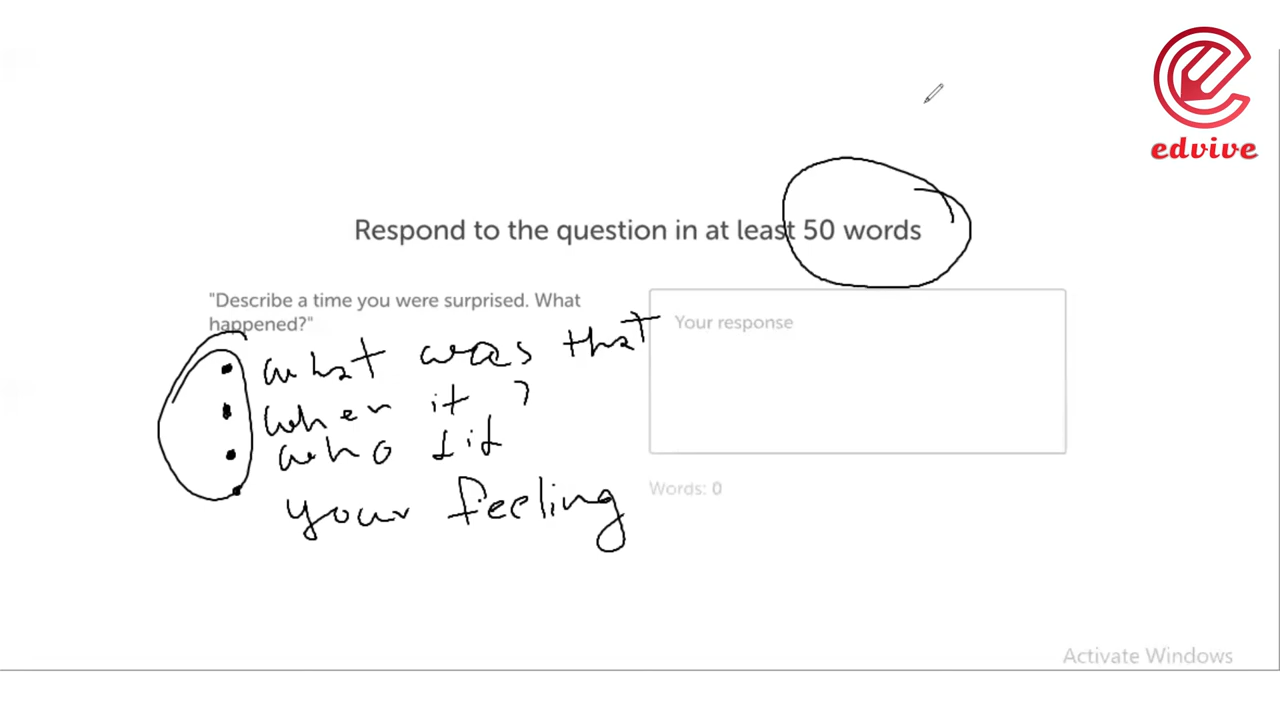 edvive
Respond to the question in at least 50 words
"Describe a time you were surprised. What
happened?"
Your response
what was that
when it ?
who did
your feeling
Words: 0
Activate Windows